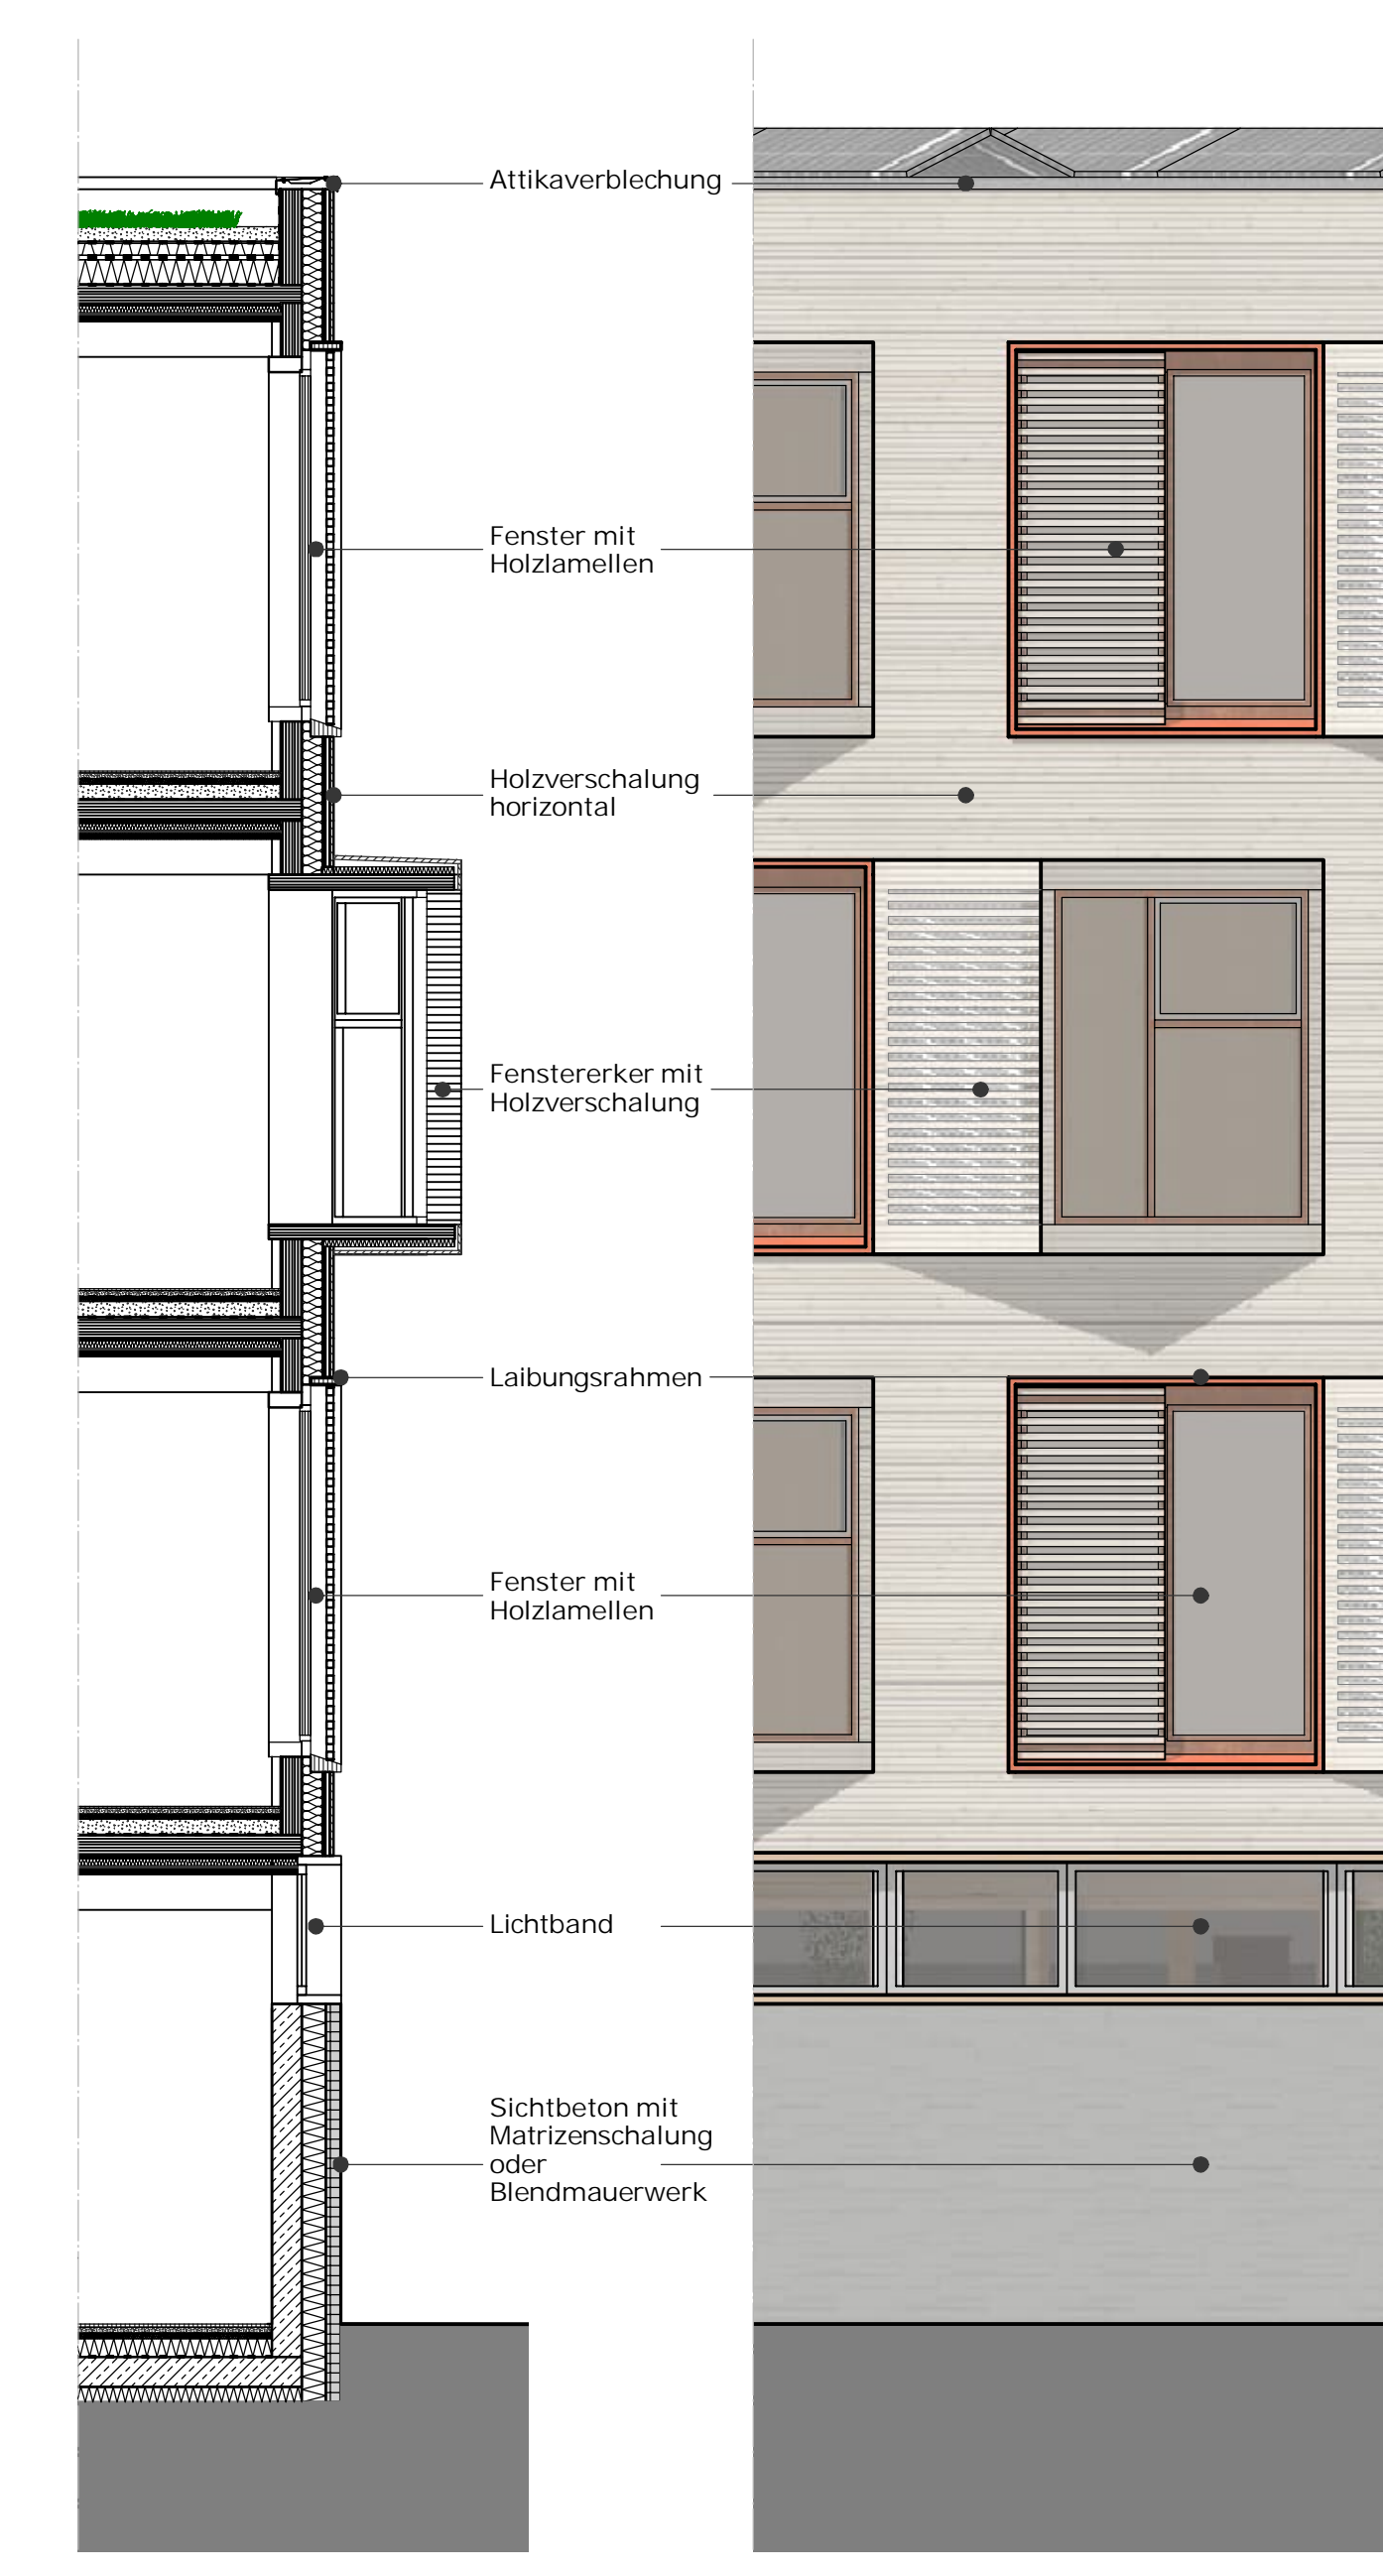 Attikaverblechung
Fenster mit
Holzlamellen
Holzverschalung
horizontal
Fenstererker mit
Holzverschalung
Laibungsrahmen
Fenster mit
Holzlamellen
Lichtband
Sichtbeton mit
Matrizenschalung
oder
Blendmauerwerk